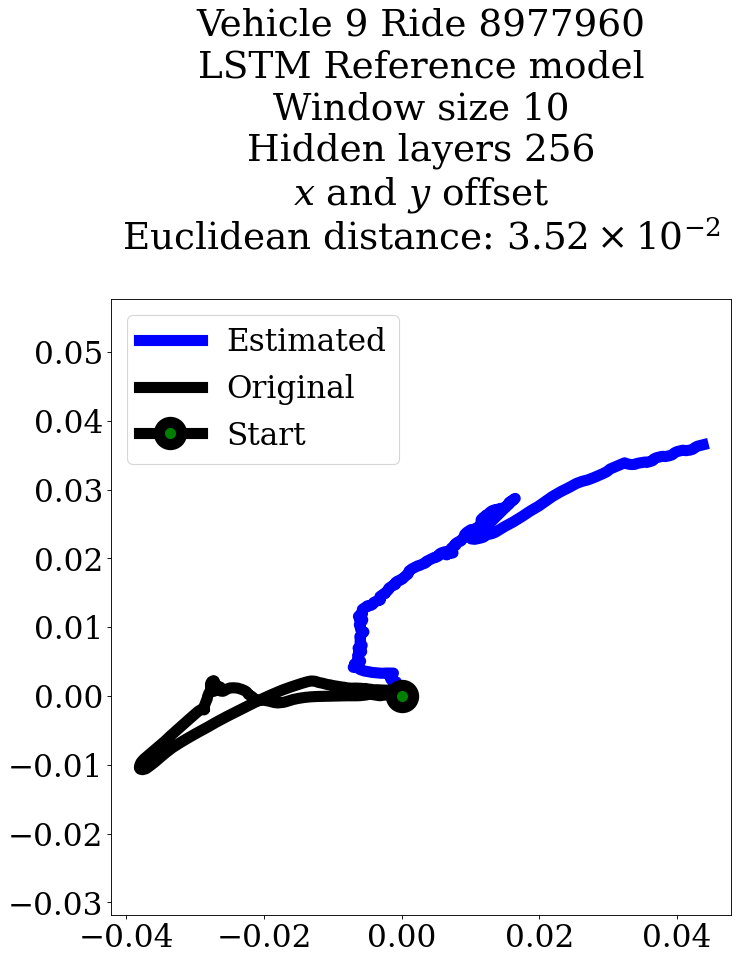 Vehicle 9 Ride 8977960
LSTM Reference model
Window size 10
Hidden layers 256
x and y offset
Euclidean distance: 3.52 × 10⁻²
Estimated
Original
Start
0.05
0.04
0.03
0.02
0.01
0.00
−0.01
−0.02
−0.03
−0.04 −0.02 0.00 0.02 0.04